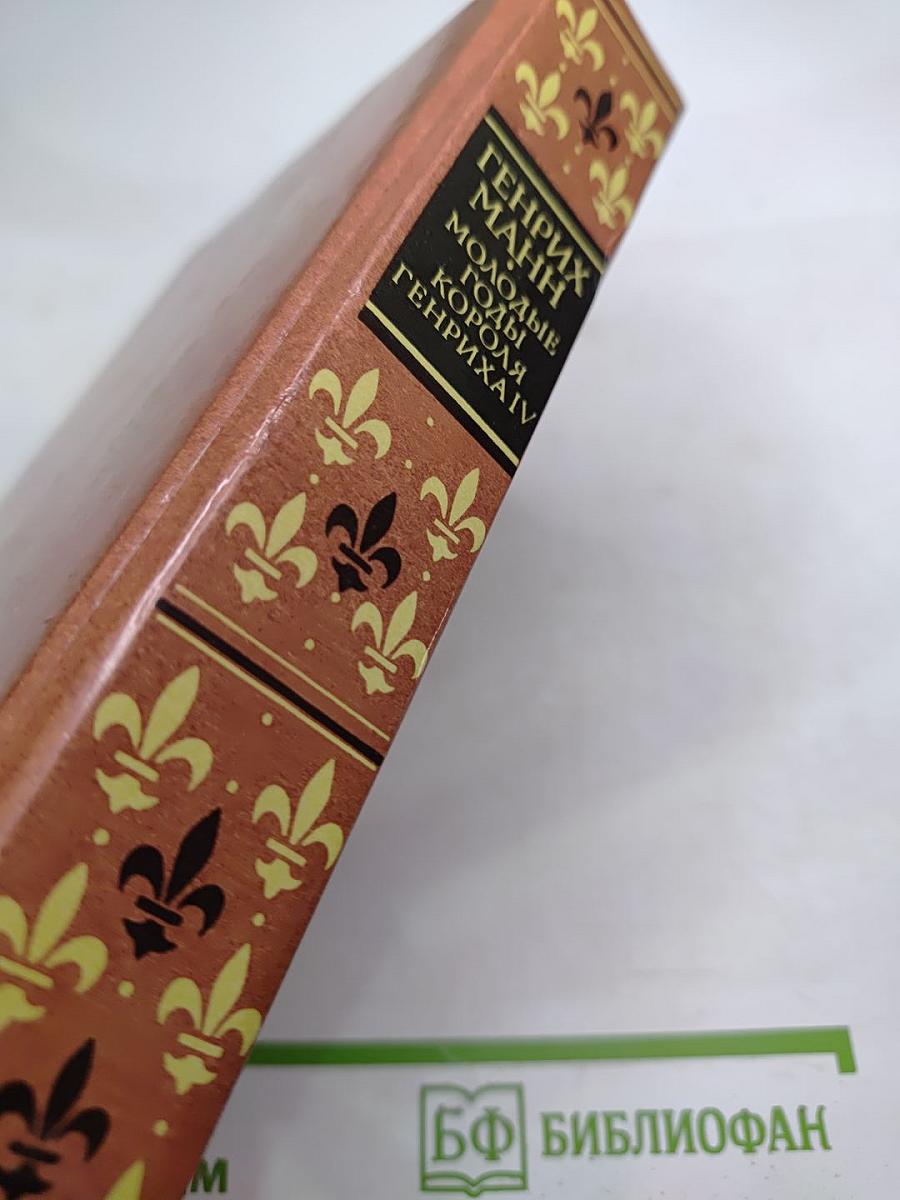 ГЕНРИХ
МАНН
МОЛОДЫЕ
ГОДЫ
КОРОЛЯ
ГЕНРИХА IV
БФ БИБЛИОФАН